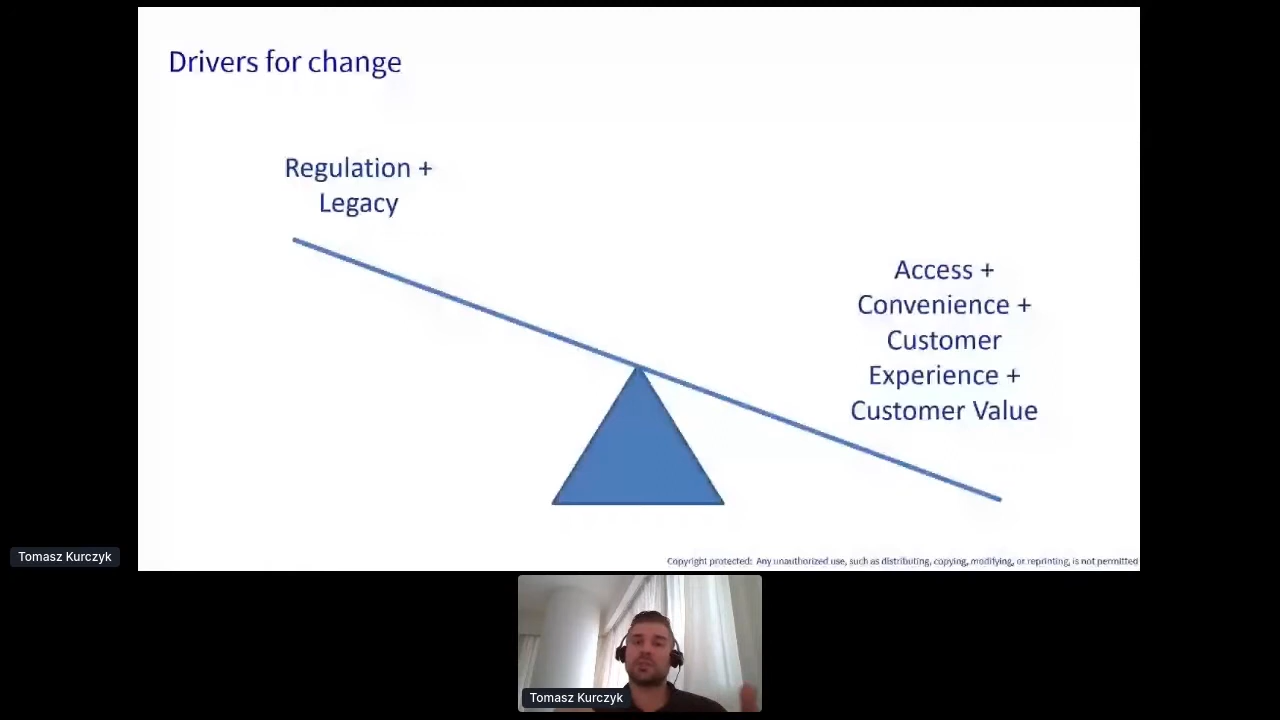 Drivers for change
Regulation +
Legacy
Access +
Convenience +
Customer
Experience +
Customer Value
Copyright protected: Any unauthorized use, such as distributing, copying, modifying, or reprinting, is not permitted
Tomasz Kurczyk
Tomasz Kurczyk